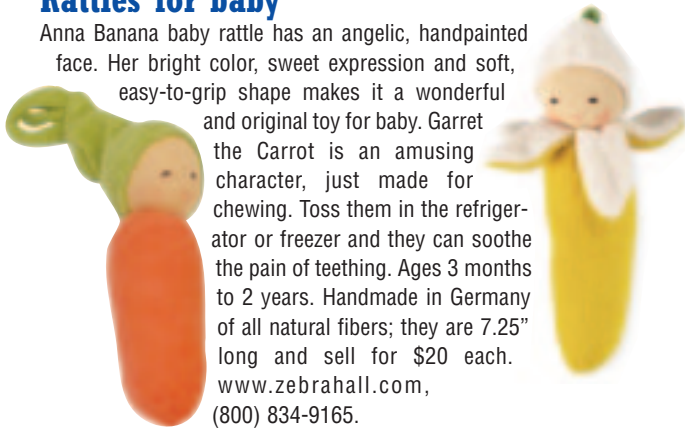 Rattles for baby
Anna Banana baby rattle has an angelic, handpainted
face. Her bright color, sweet expression and soft,
easy-to-grip shape makes it a wonderful
and original toy for baby. Garret
the Carrot is an amusing
character, just made for
chewing. Toss them in the refriger-
ator or freezer and they can soothe
the pain of teething. Ages 3 months
to 2 years. Handmade in Germany
of all natural fibers; they are 7.25”
long and sell for $20 each.
www.zebrahall.com,
(800) 834-9165.